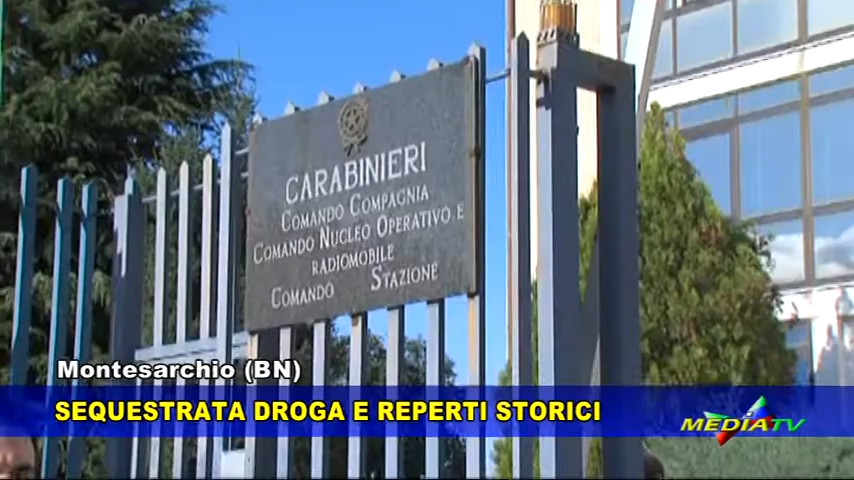 CARABINIERI
COMANDO COMPAGNIA
COMANDO NUCLEO OPERATIVO E
RADIOMOBILE
COMANDO STAZIONE
Montesarchio (BN)
SEQUESTRATA DROGA E REPERTI STORICI
MEDIATV